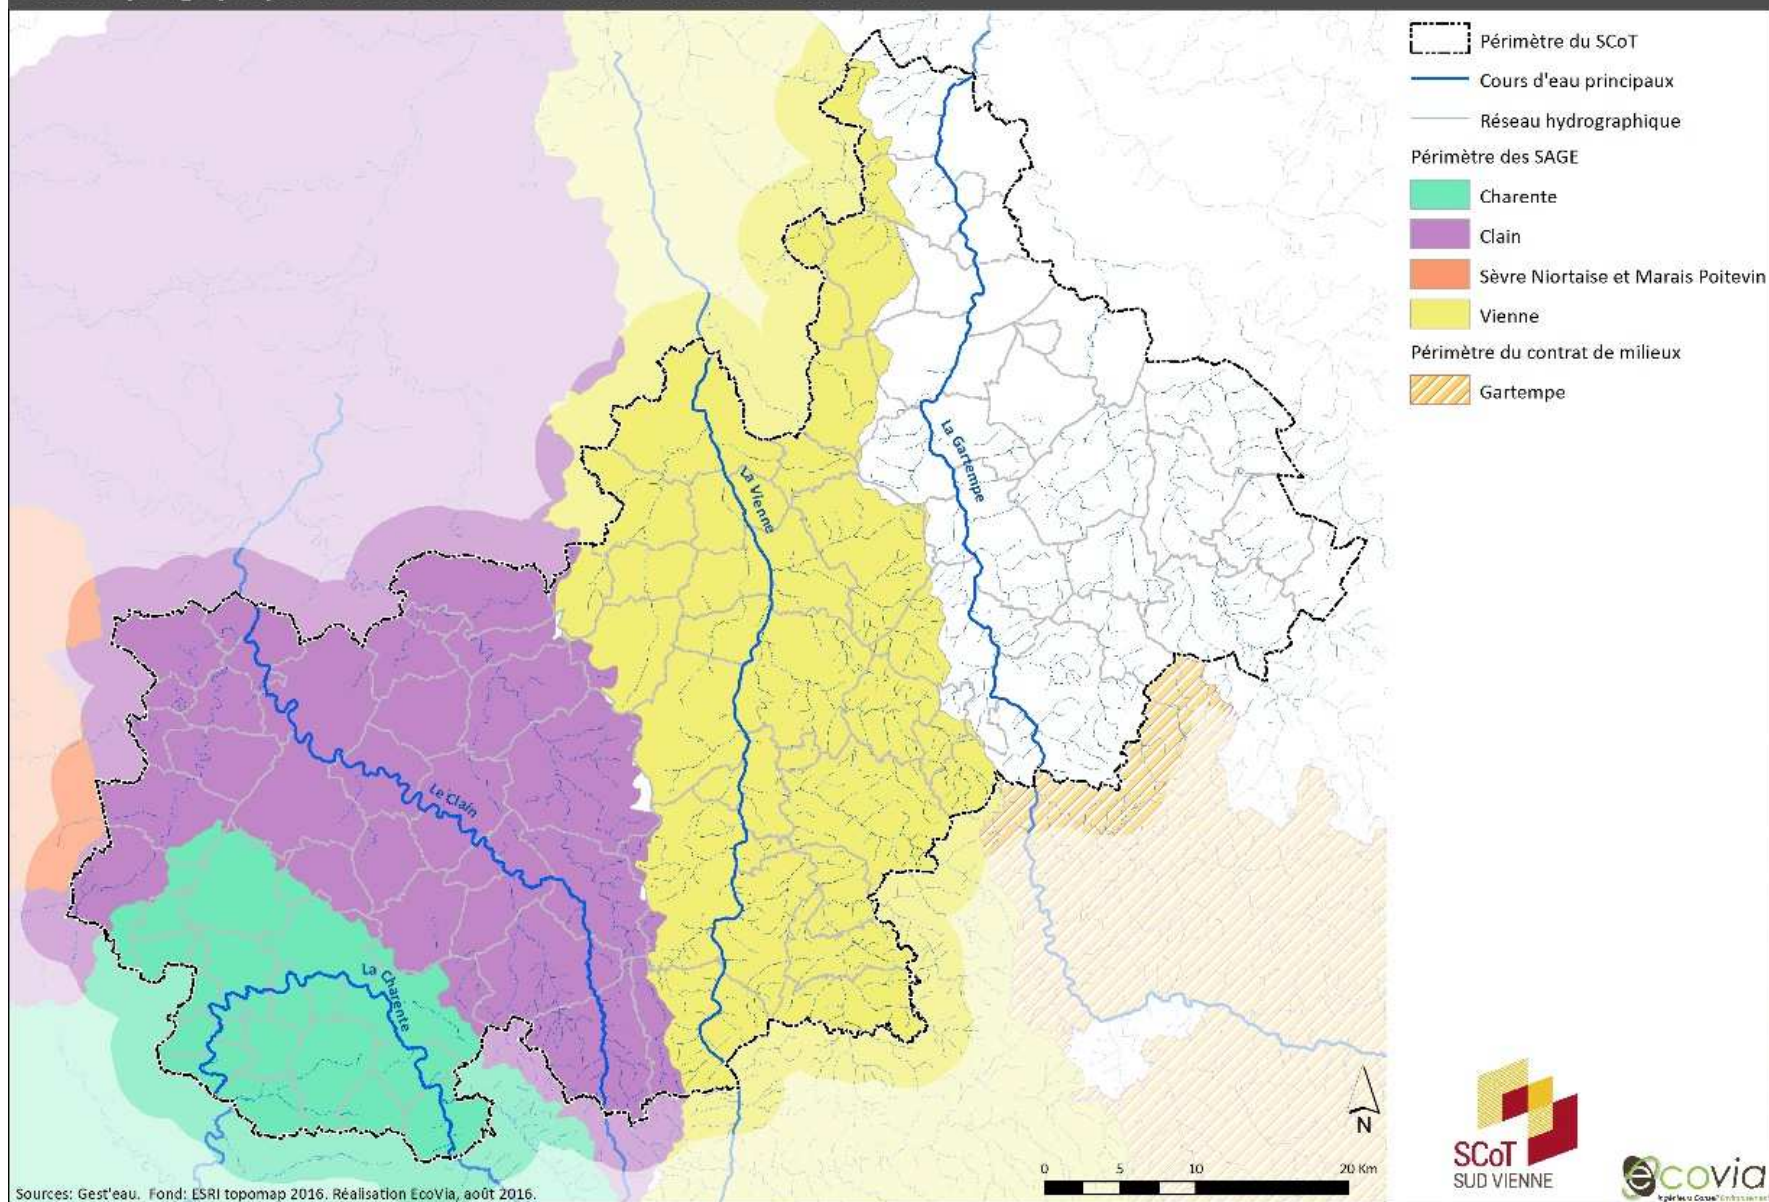 Périmètre du SCoT
Cours d'eau principaux
Réseau hydrographique
Périmètre des SAGE
Charente
Clain
Sèvre Niortaise et Marais Poitevin
Vienne
Périmètre du contrat de milieux
Gartempe
La Gartempe
La Vienne
Le Clain
La Charente
N
0 5 10 20 Km
SCoT
SUD VIENNE
écovia
Sources: Gest'eau. Fond: ESRI topomap 2016. Réalisation EcoVia, août 2016.